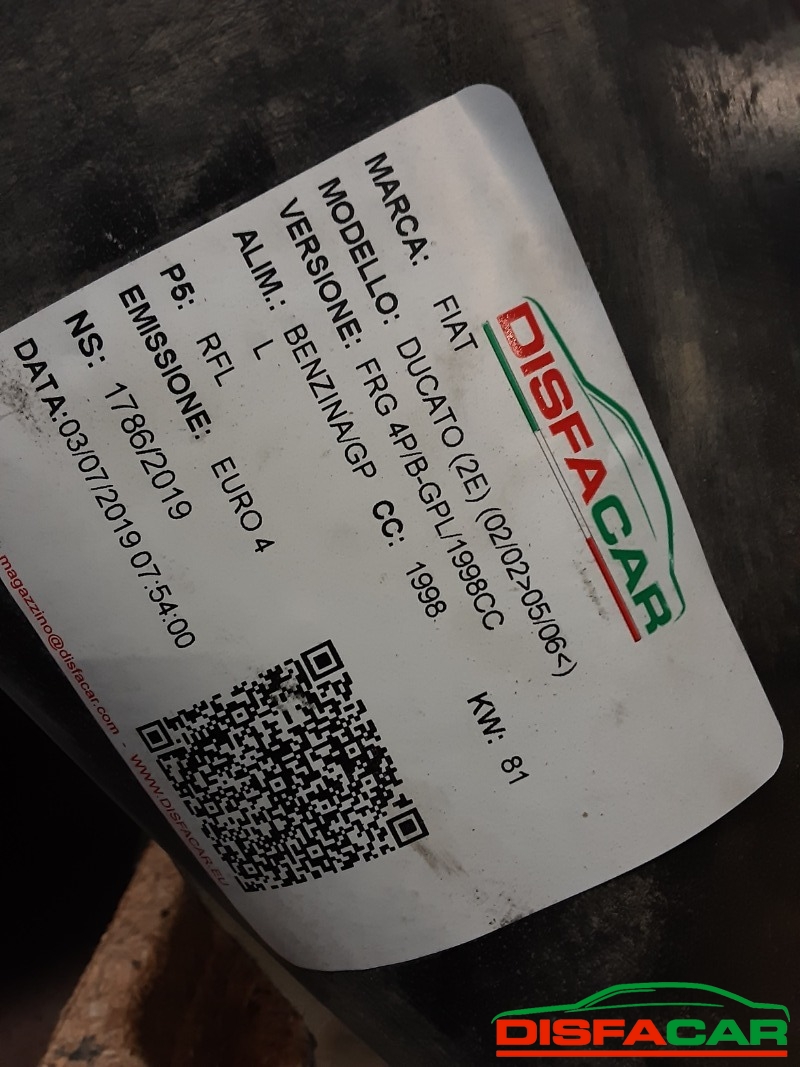 DISFACAR
MARCA: FIAT
MODELLO: DUCATO (2E) (02/02>05/06<)
VERSIONE: FRG 4P/B-GPL/1998CC
ALIM.: BENZINA/GP CC: 1998 KW: 81
L
P5: RFL
EMISSIONE: EURO 4
NS: 1786/2019
DATA:03/07/2019 07:54:00
magazzino@disfacar.com - WWW.DISFACAR.EU
DISFACAR